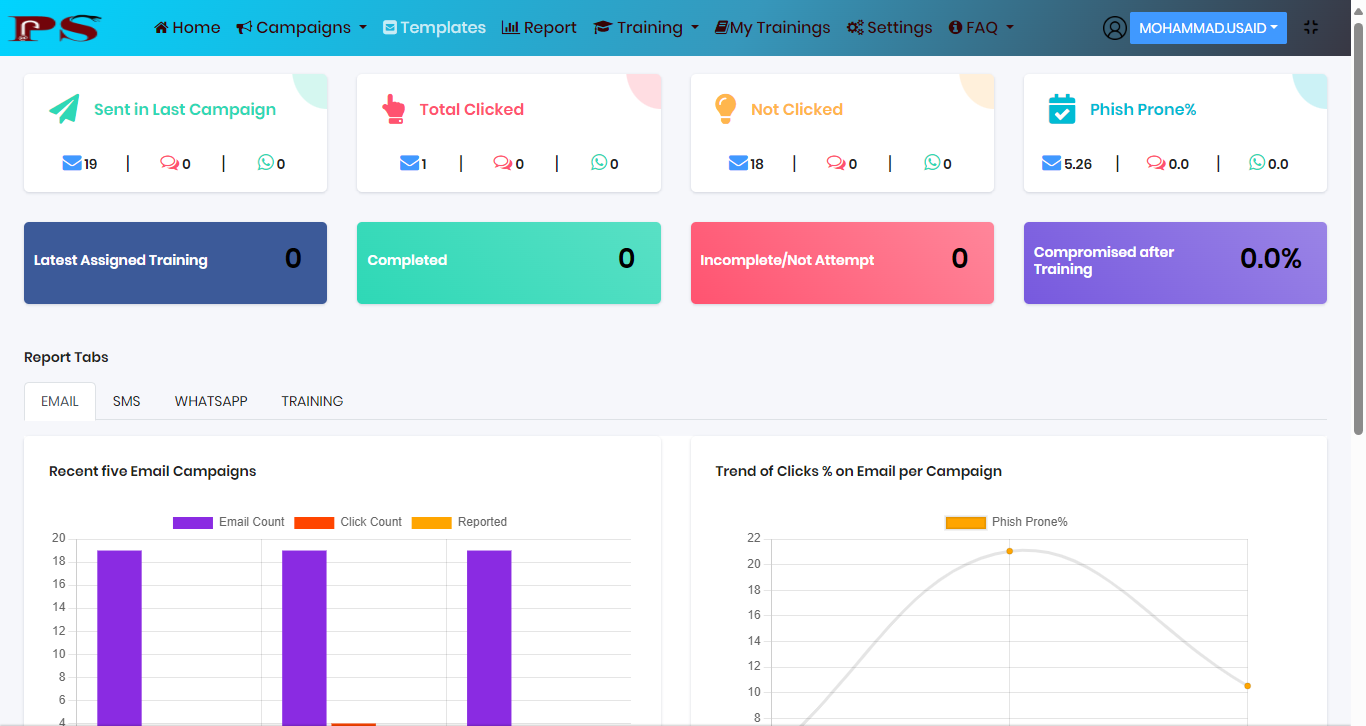 PS Home Campaigns Templates Report Training My Trainings Settings FAQ MOHAMMAD.USAID
Sent in Last Campaign
19 | 0 | 0
Total Clicked
1 | 0 | 0
Not Clicked
18 | 0 | 0
Phish Prone%
5.26 | 0.0 | 0.0
Latest Assigned Training 0
Completed 0
Incomplete/Not Attempt 0
Compromised after
Training
0.0%
Report Tabs
EMAIL SMS WHATSAPP TRAINING
Recent five Email Campaigns
Email Count Click Count Reported
20
18
16
14
12
10
8
6
4
Trend of Clicks % on Email per Campaign
Phish Prone%
22
20
18
16
14
12
10
8